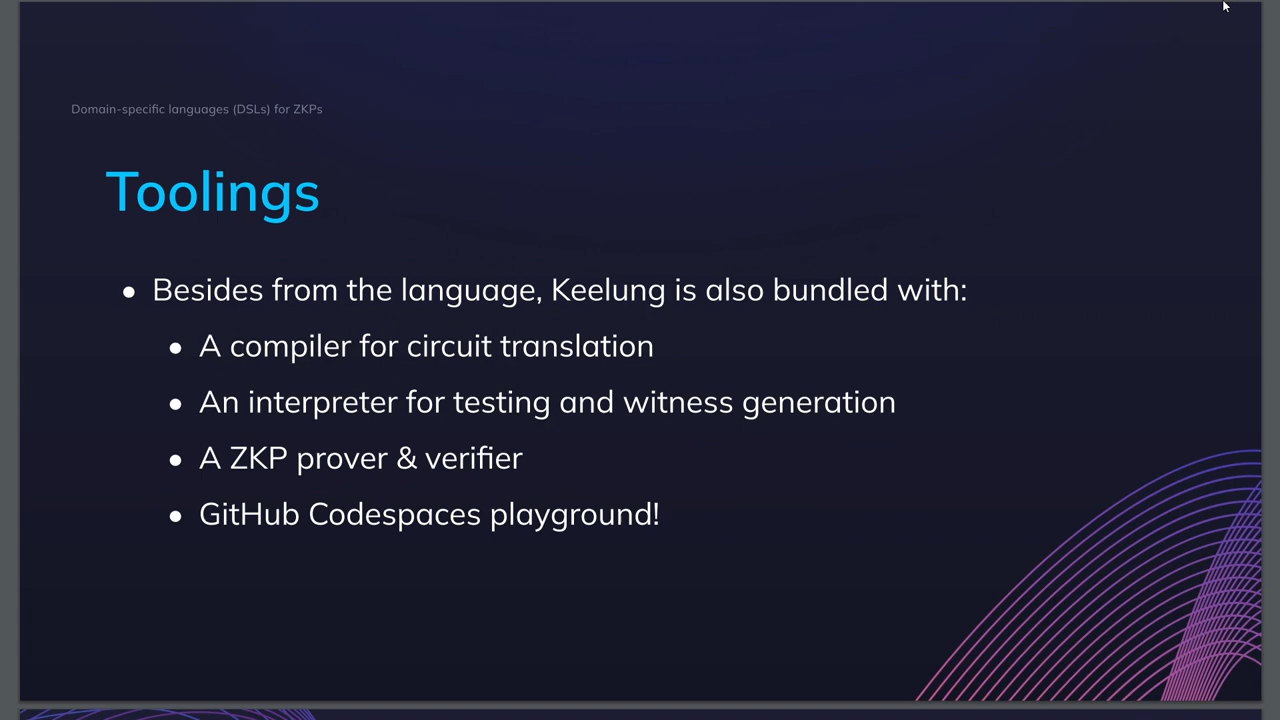 Domain-specific languages (DSLs) for ZKPs
Toolings
• Besides from the language, Keelung is also bundled with:
• A compiler for circuit translation
• An interpreter for testing and witness generation
• A ZKP prover & verifier
• GitHub Codespaces playground!